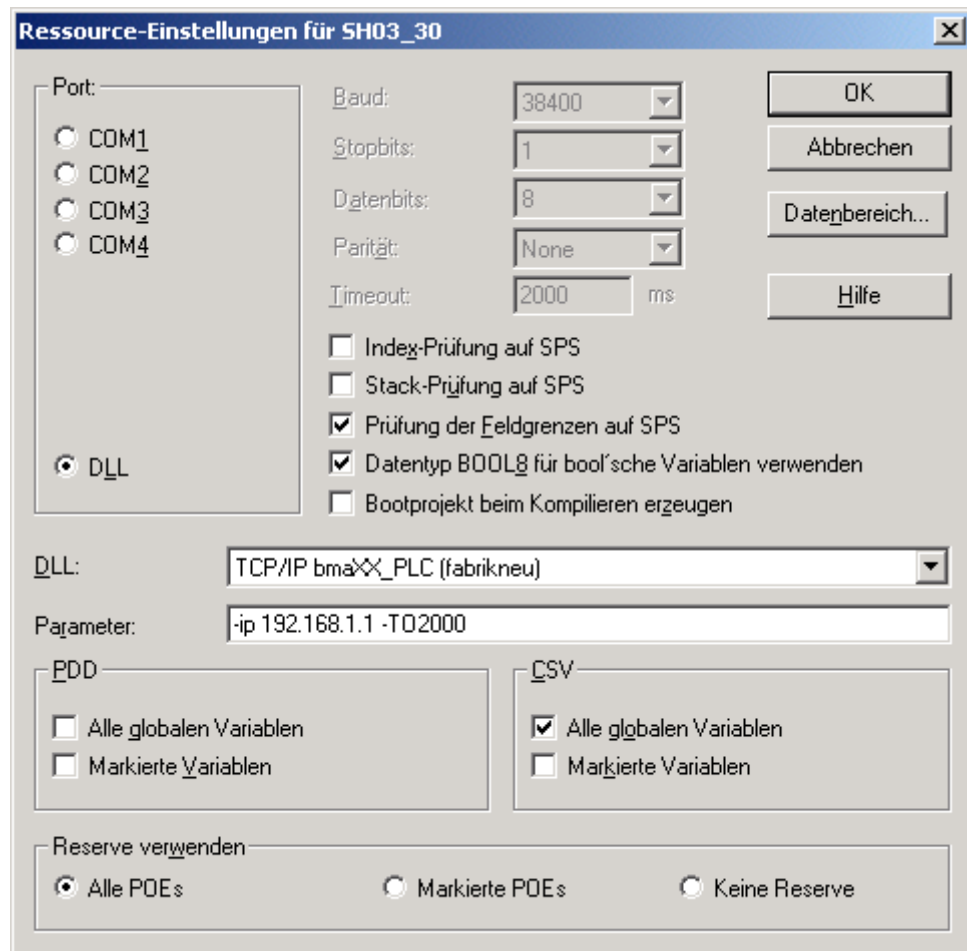 Ressource-Einstellungen für SH03_30
Port:
COM1
COM2
COM3
COM4
DLL
Baud: 38400
Stopbits: 1
Datenbits: 8
Parität: None
Timeout: 2000 ms
OK
Abbrechen
Datenbereich...
Hilfe
Index-Prüfung auf SPS
Stack-Prüfung auf SPS
Prüfung der Feldgrenzen auf SPS
Datentyp BOOL8 für bool´sche Variablen verwenden
Bootprojekt beim Kompilieren erzeugen
DLL: TCP/IP bmaXX_PLC (fabrikneu)
Parameter: -ip 192.168.1.1 -TO2000
PDD
Alle globalen Variablen
Markierte Variablen
CSV
Alle globalen Variablen
Markierte Variablen
Reserve verwenden
Alle POEs Markierte POEs Keine Reserve